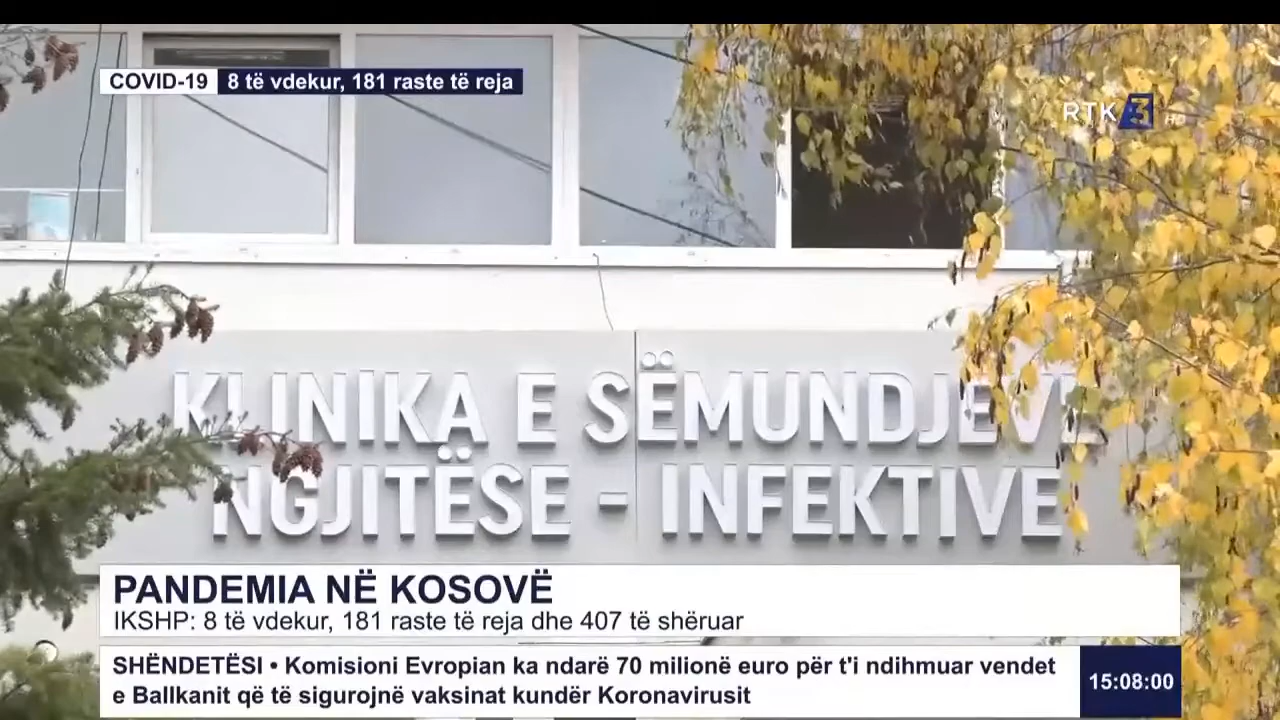 COVID-19 8 të vdekur, 181 raste të reja
RTK 3 HD
KLINIKA E SËMUNDJEVE
NGJITËSE - INFEKTIVE
PANDEMIA NË KOSOVË
IKSHP: 8 të vdekur, 181 raste të reja dhe 407 të shëruar
SHËNDETËSI • Komisioni Evropian ka ndarë 70 milionë euro për t'i ndihmuar vendet
e Ballkanit që të sigurojnë vaksinat kundër Koronavirusit
15:08:00